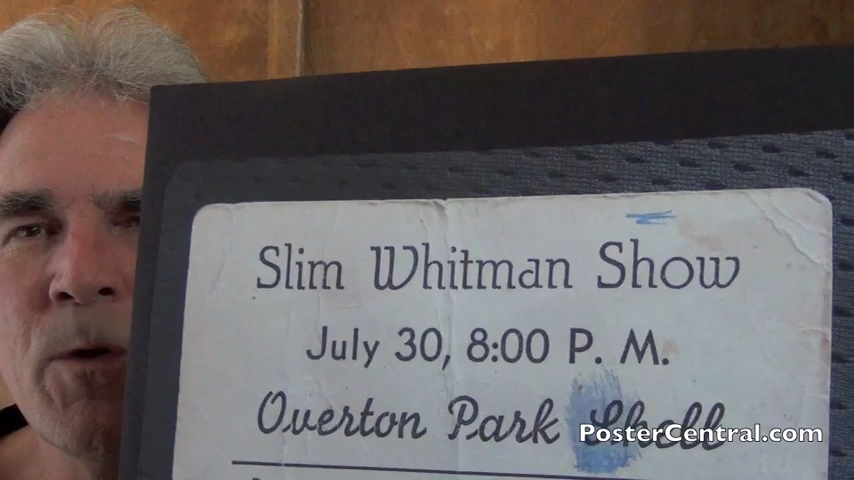 Slim Whitman Show
July 30, 8:00 P. M.
Overton Park Shell
PosterCentral.com